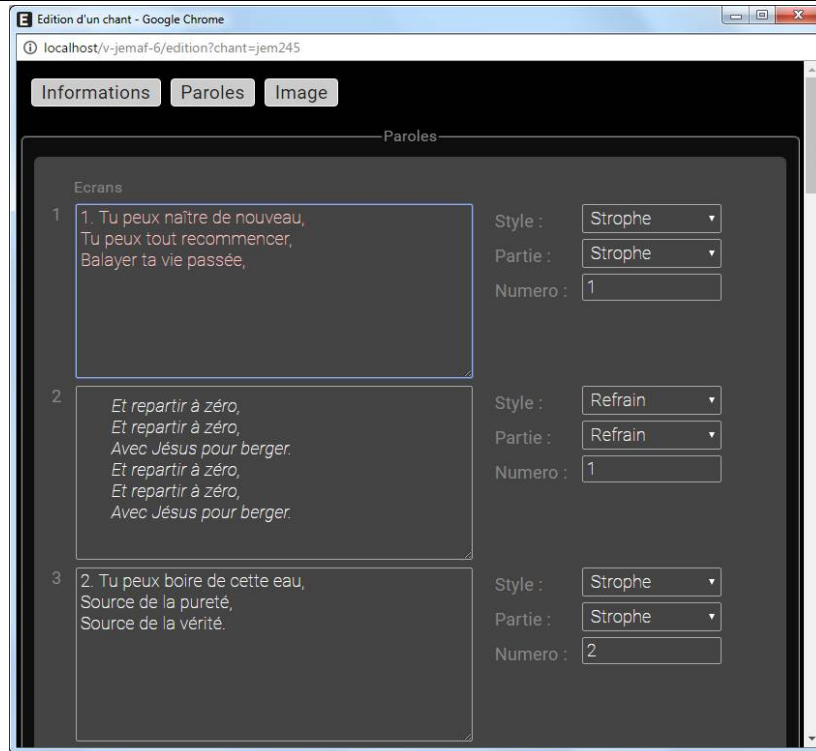 Edition d'un chant - Google Chrome
localhost/v-jemaf-6/edition?chant=jem245
Informations Paroles Image
Paroles
Ecrans
1
1. Tu peux naître de nouveau,
Tu peux tout recommencer,
Balayer ta vie passée,
Style : Strophe
Partie : Strophe
Numero : 1
2
Et repartir à zéro,
Et repartir à zéro,
Avec Jésus pour berger.
Et repartir à zéro,
Et repartir à zéro,
Avec Jésus pour berger.
Style : Refrain
Partie : Refrain
Numero : 1
3
2. Tu peux boire de cette eau,
Source de la pureté,
Source de la vérité.
Style : Strophe
Partie : Strophe
Numero : 2